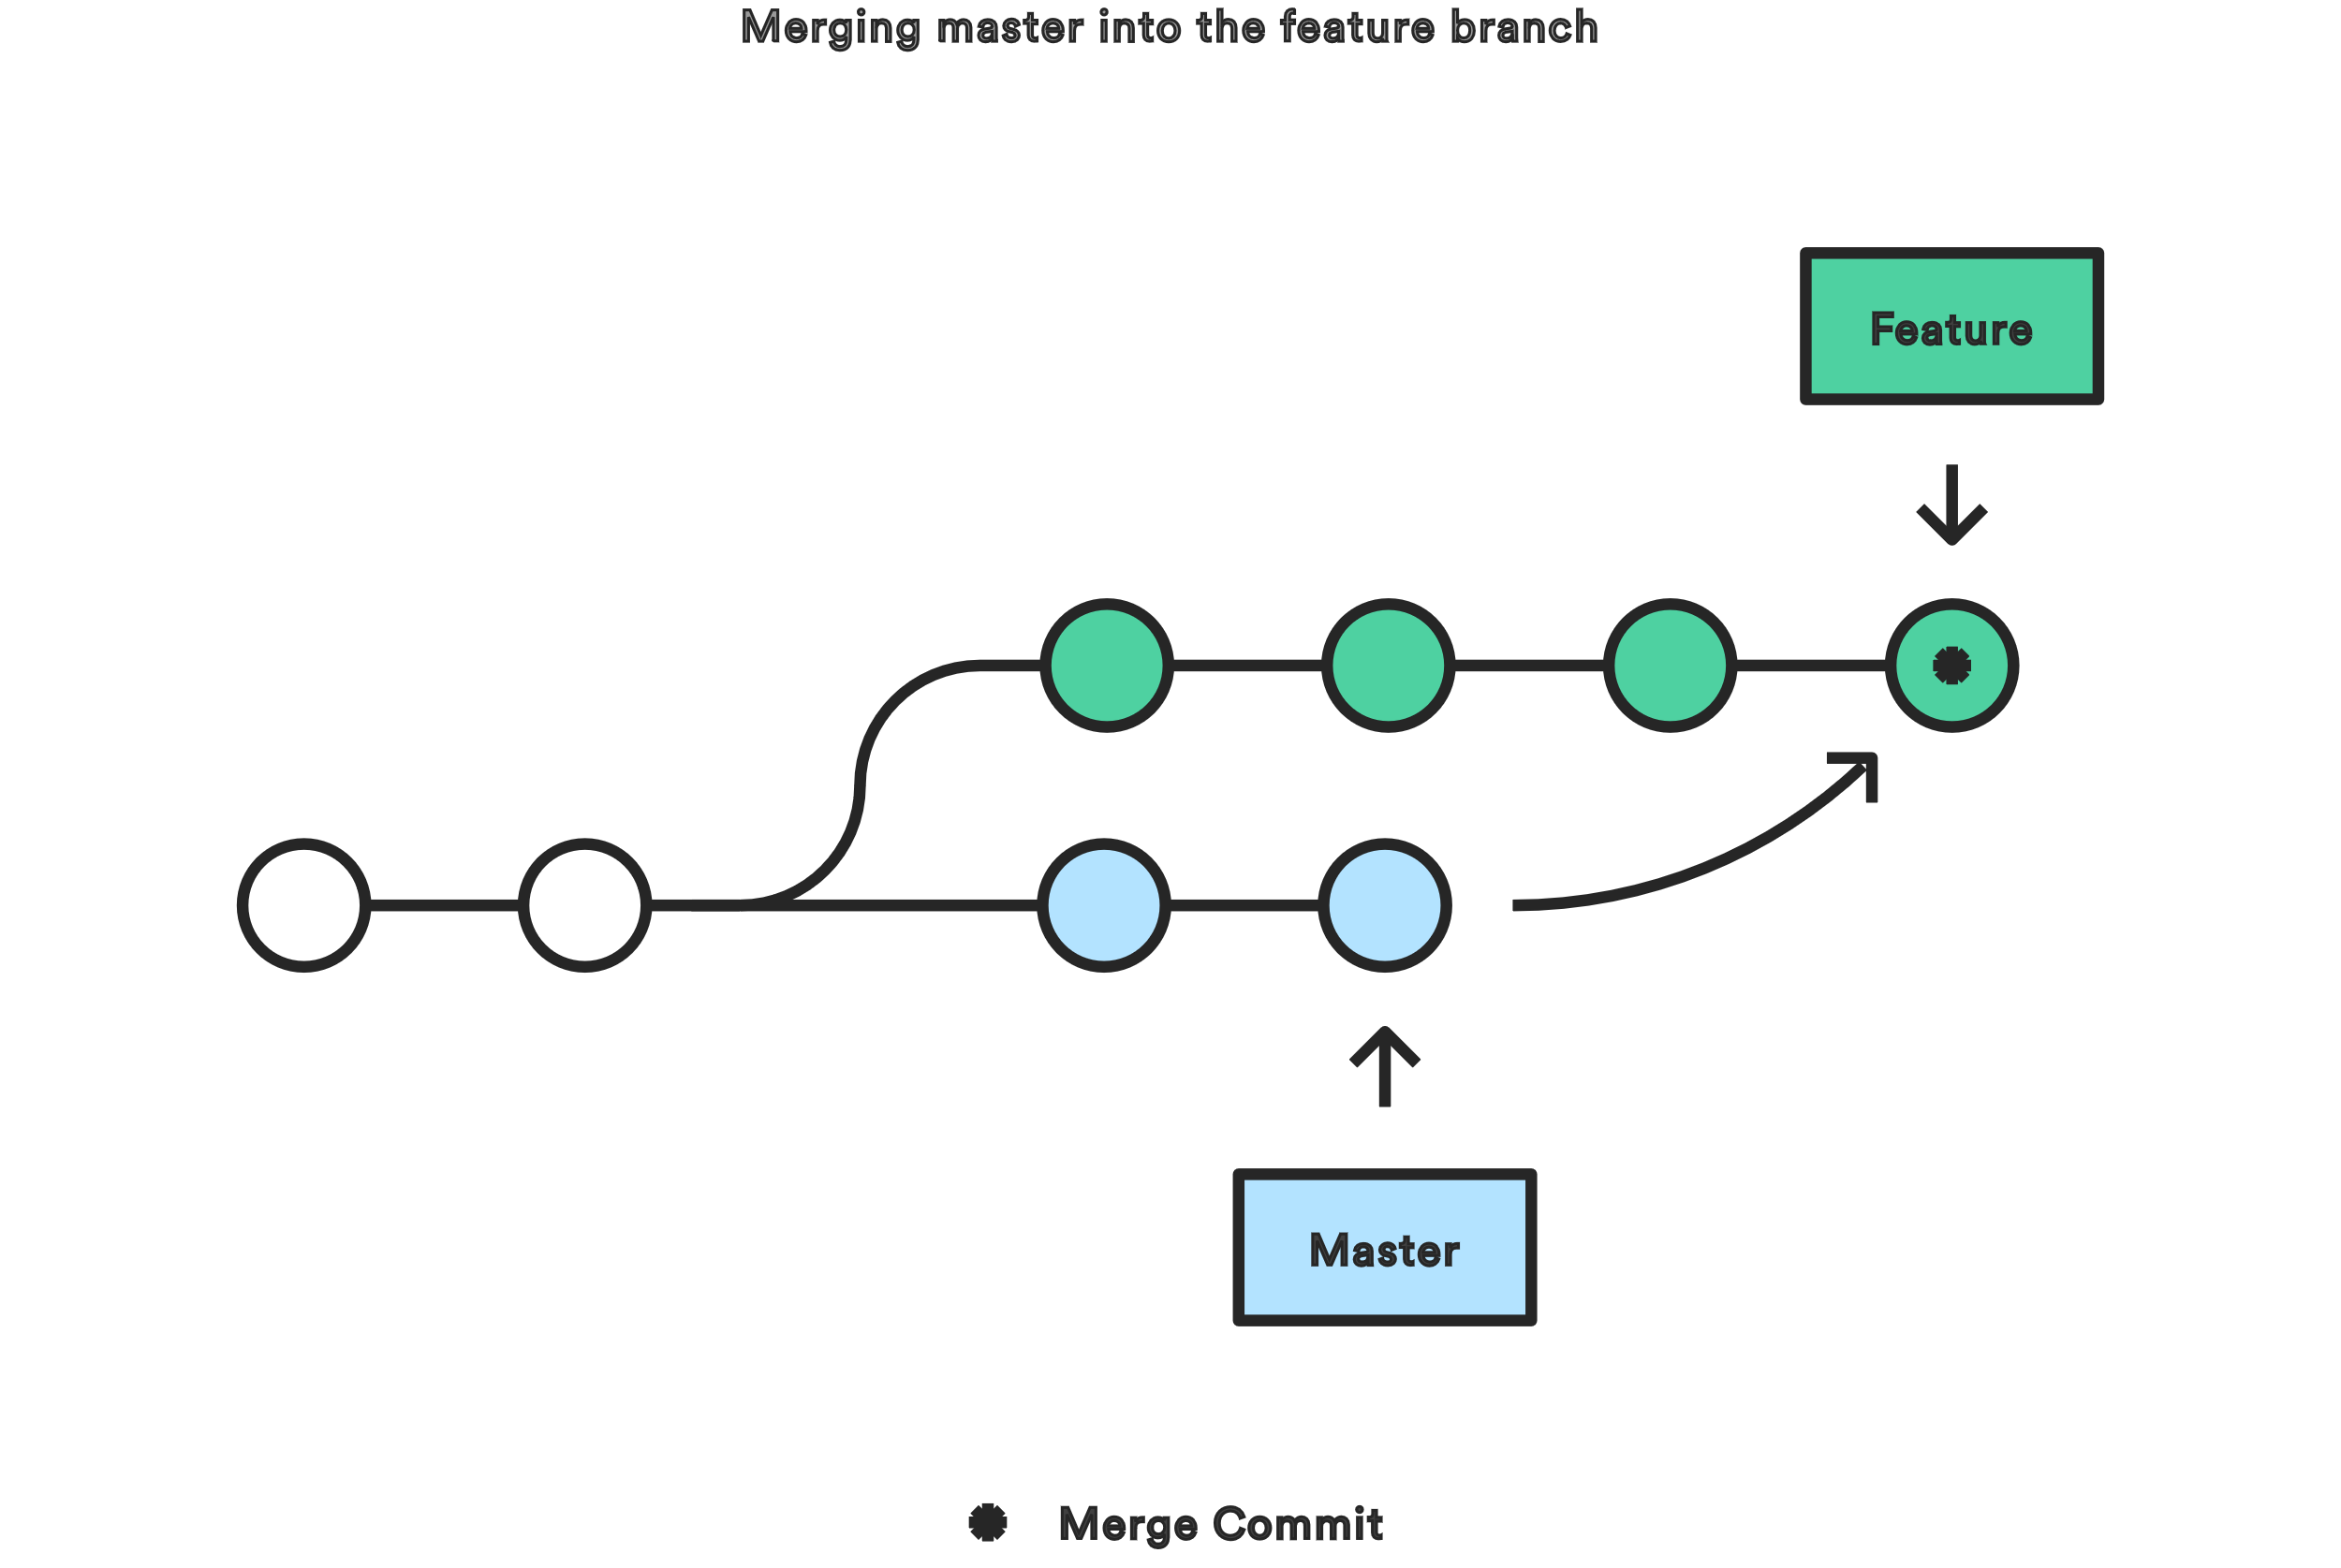 Merging master into the feature branch
Feature
Master
Merge Commit